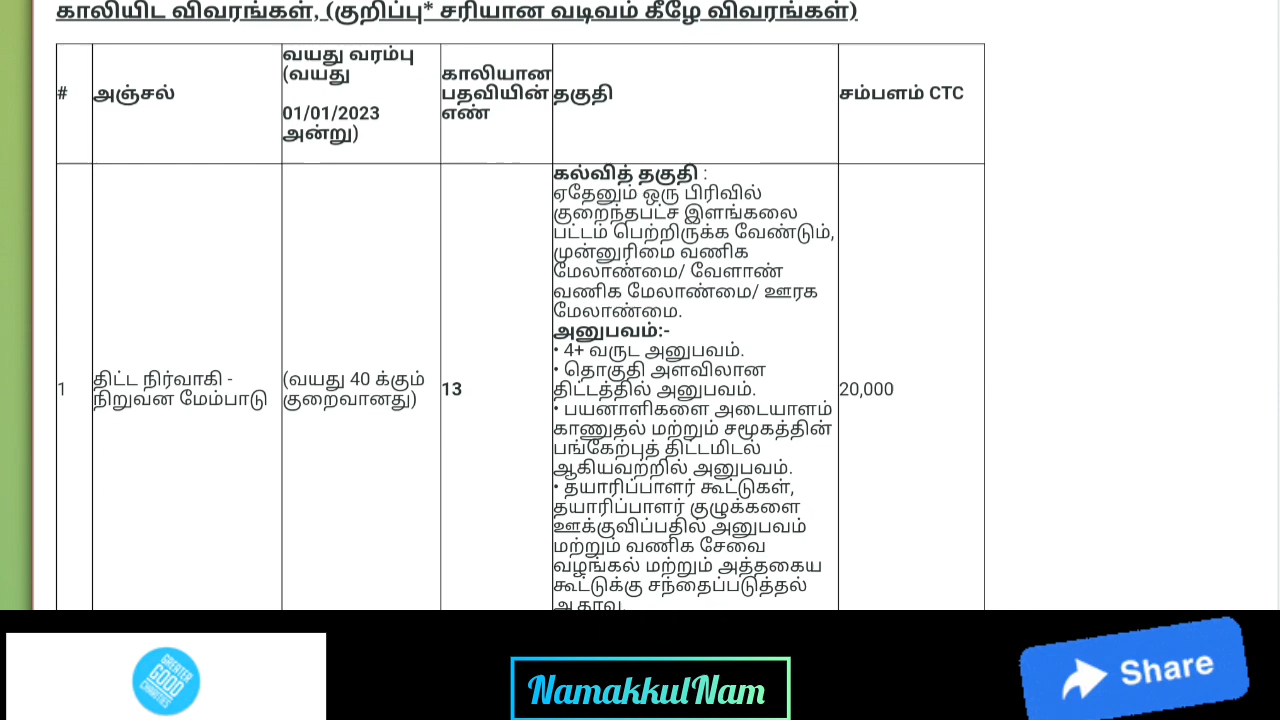 காலியிட விவரங்கள், (குறிப்பு* சரியான வடிவம் கீழே விவரங்கள்)
#
அஞ்சல்
வயது வரம்பு
(வயது
01/01/2023
அன்று)
காலியான
பதவியின்
எண்
தகுதி
சம்பளம் CTC
1
திட்ட நிர்வாகி -
நிறுவன மேம்பாடு
(வயது 40 க்கும்
குறைவானது)
13
கல்வித் தகுதி :
ஏதேனும் ஒரு பிரிவில்
குறைந்தபட்ச இளங்கலை
பட்டம் பெற்றிருக்க வேண்டும்,
முன்னுரிமை வணிக
மேலாண்மை/ வேளாண்
வணிக மேலாண்மை/ ஊரக
மேலாண்மை.
அனுபவம்:-
• 4+ வருட அனுபவம்.
• தொகுதி அளவிலான
திட்டத்தில் அனுபவம்.
• பயனாளிகளை அடையாளம்
காணுதல் மற்றும் சமூகத்தின்
பங்கேற்புத் திட்டமிடல்
ஆகியவற்றில் அனுபவம்.
• தயாரிப்பாளர் கூட்டுகள்,
தயாரிப்பாளர் குழுக்களை
ஊக்குவிப்பதில் அனுபவம்
மற்றும் வணிக சேவை
வழங்கல் மற்றும் அத்தகைய
கூட்டுக்கு சந்தைப்படுத்தல்
ஆதரவு.
20,000
GREATER
GOOD
CHARITIES
NamakkulNam
Share